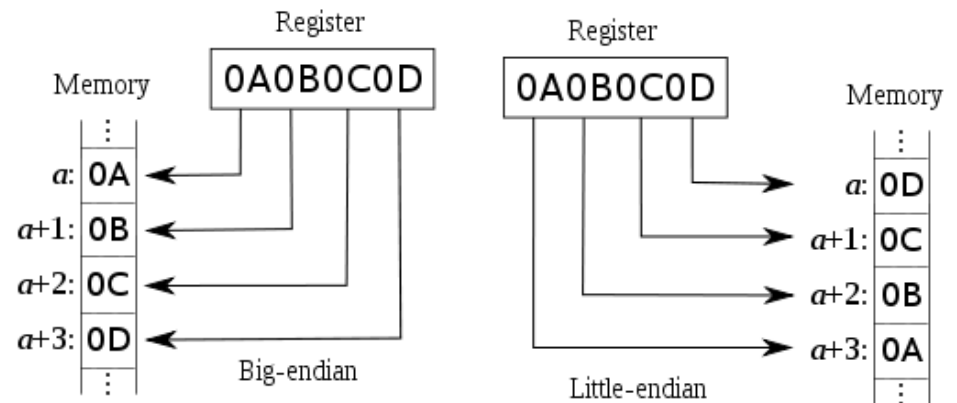 Register
0A0B0C0D
Memory
⋮
a: 0A
a+1: 0B
a+2: 0C
a+3: 0D
⋮
Big-endian
Register
0A0B0C0D
Memory
⋮
a: 0D
a+1: 0C
a+2: 0B
a+3: 0A
⋮
Little-endian